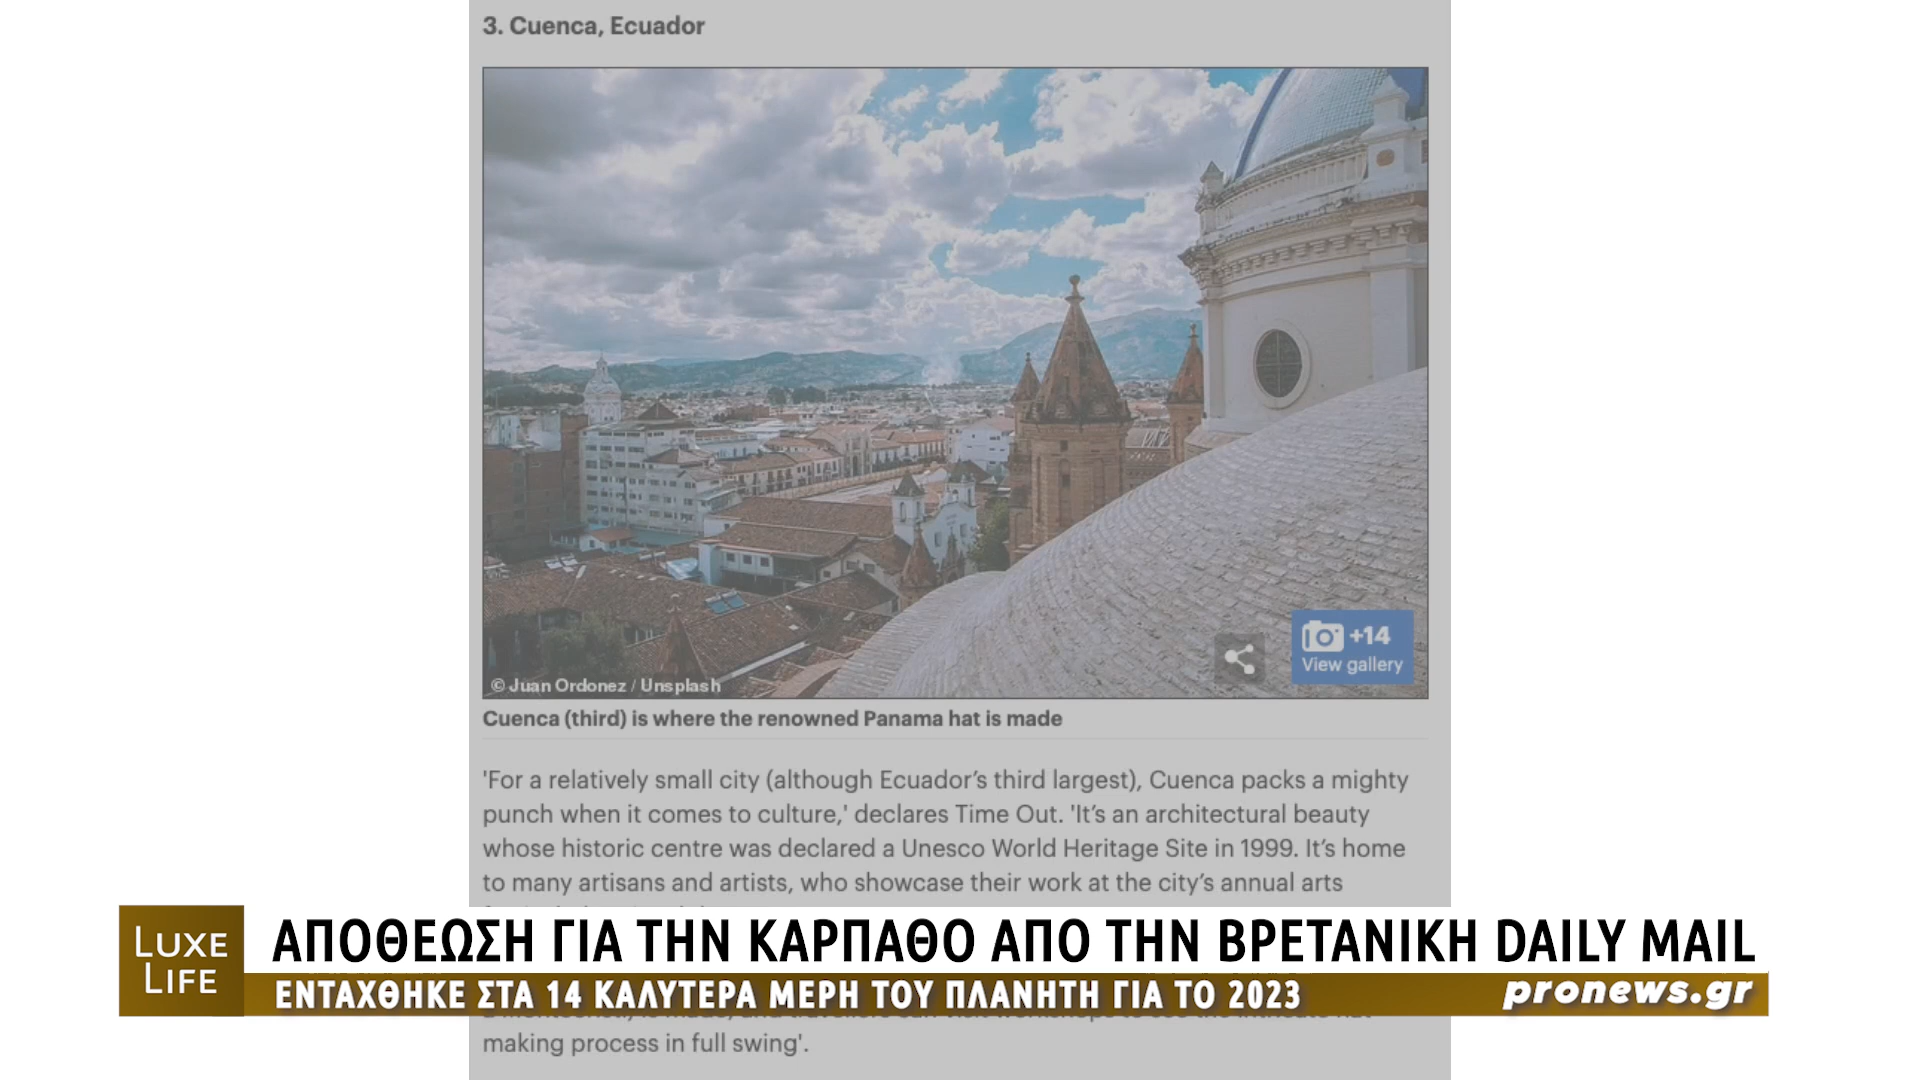 3. Cuenca, Ecuador
+14
View gallery
© Juan Ordonez / Unsplash
Cuenca (third) is where the renowned Panama hat is made
'For a relatively small city (although Ecuador’s third largest), Cuenca packs a mighty
punch when it comes to culture,' declares Time Out. 'It’s an architectural beauty
whose historic centre was declared a Unesco World Heritage Site in 1999. It’s home
to many artisans and artists, who showcase their work at the city’s annual arts
LUXE
LIFE
ΑΠΟΘΕΩΣΗ ΓΙΑ ΤΗΝ ΚΑΡΠΑΘΟ ΑΠΟ ΤΗΝ ΒΡΕΤΑΝΙΚΗ DAILY MAIL
ΕΝΤΑΧΘΗΚΕ ΣΤΑ 14 ΚΑΛΥΤΕΡΑ ΜΕΡΗ ΤΟΥ ΠΛΑΝΗΤΗ ΓΙΑ ΤΟ 2023
pronews.gr
making process in full swing'.